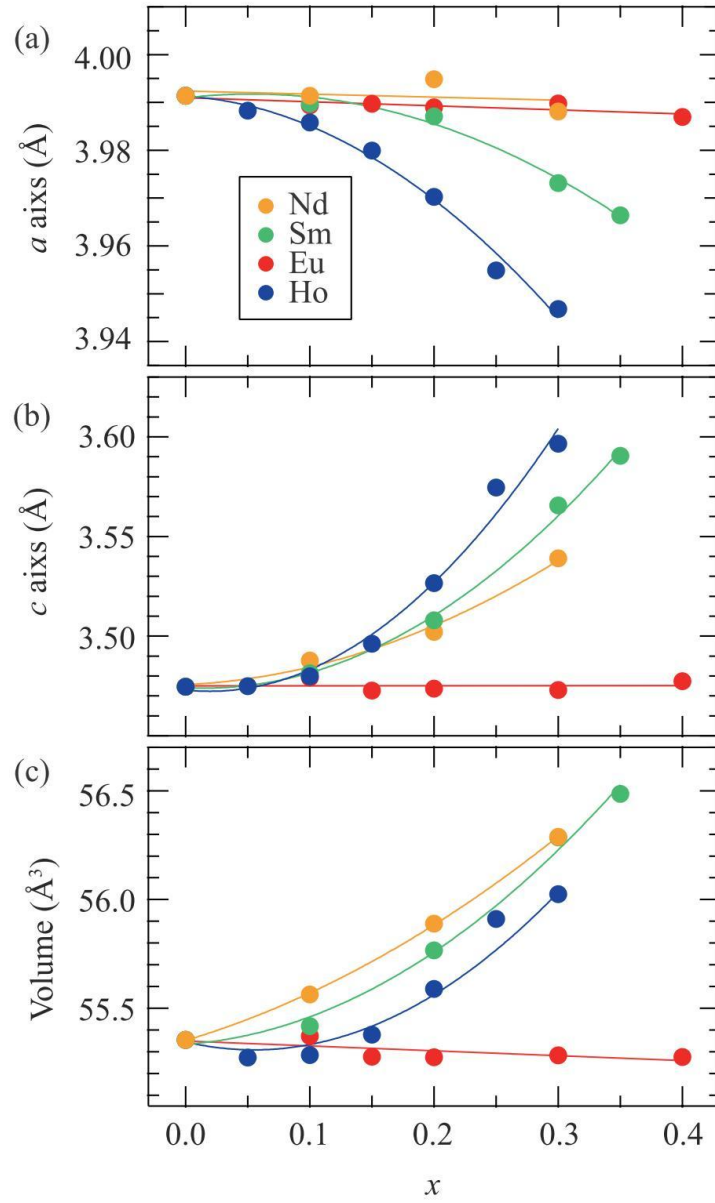 (a)
4.00
3.98
3.96
3.94
a aixs (Å)
Nd
Sm
Eu
Ho
(b)
3.60
3.55
3.50
c aixs (Å)
(c)
56.5
56.0
55.5
Volume (Å³)
0.0 0.1 0.2 0.3 0.4
x